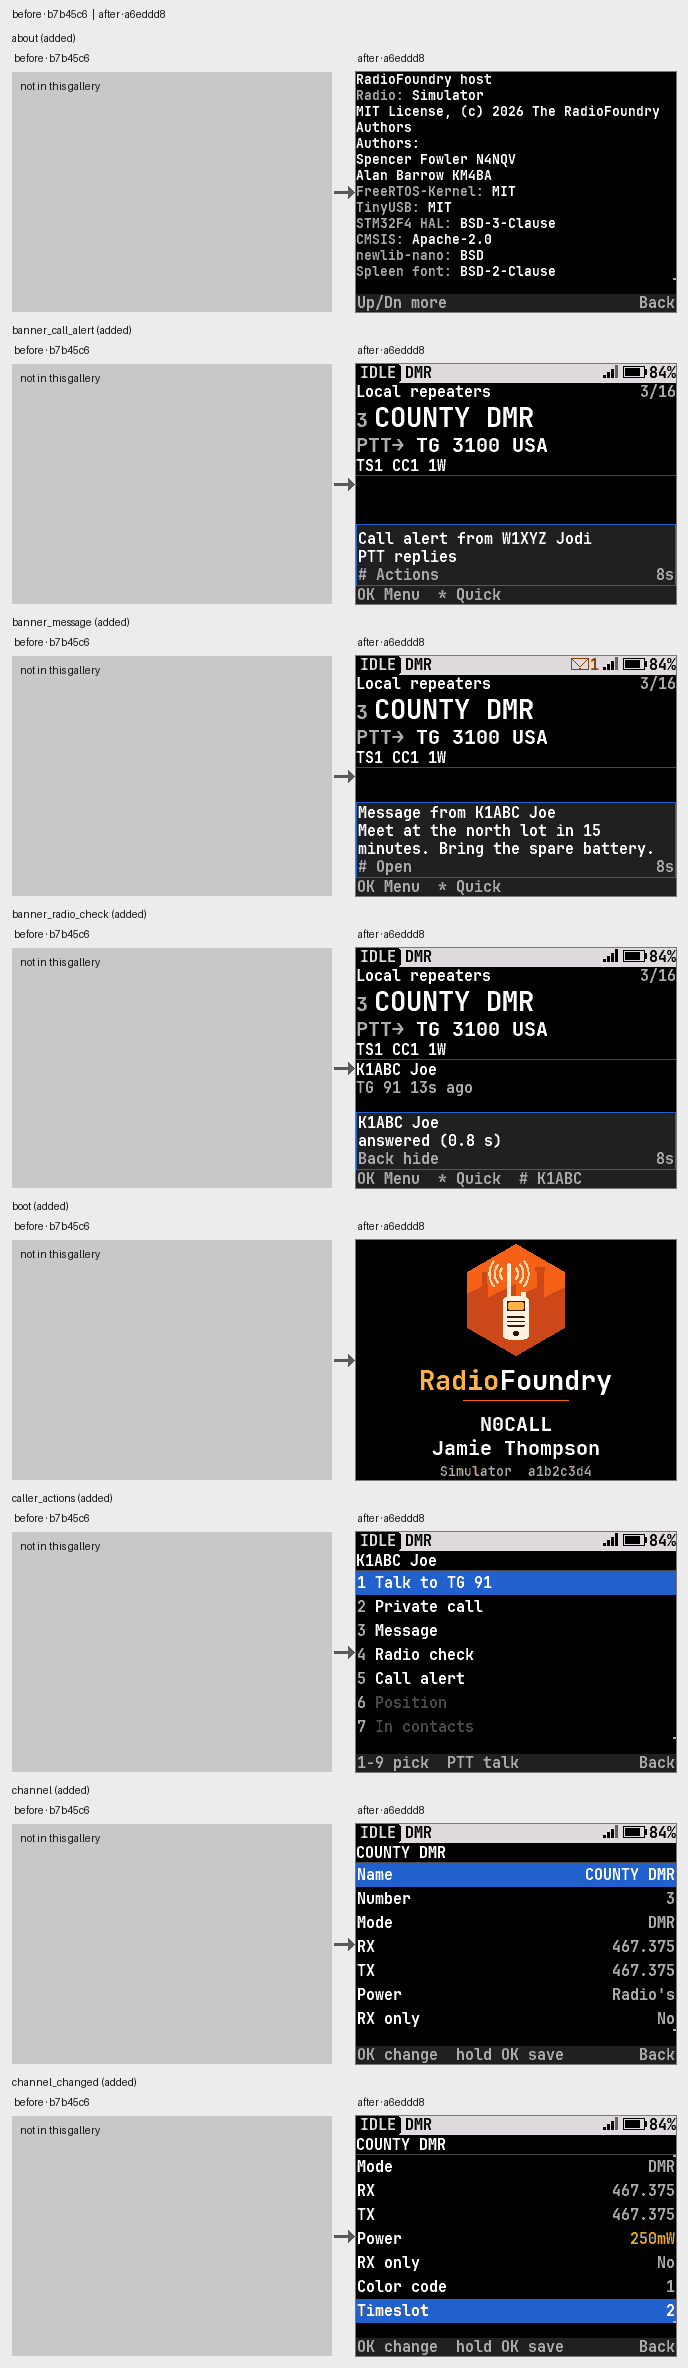 before · b7b45c6 | after · a6eddd8
about (added)
before · b7b45c6
after · a6eddd8
not in this gallery
RadioFoundry host
Radio: Simulator
MIT License, (c) 2026 The RadioFoundry
Authors
Authors:
Spencer Fowler N4NQV
Alan Barrow KM4BA
FreeRTOS-Kernel: MIT
TinyUSB: MIT
STM32F4 HAL: BSD-3-Clause
CMSIS: Apache-2.0
newlib-nano: BSD
Spleen font: BSD-2-Clause
Up/Dn more Back
banner_call_alert (added)
before · b7b45c6
after · a6eddd8
not in this gallery
IDLE DMR 84%
Local repeaters 3/16
3 COUNTY DMR
PTT→ TG 3100 USA
TS1 CC1 1W
Call alert from W1XYZ Jodi
PTT replies
# Actions 8s
OK Menu * Quick
banner_message (added)
before · b7b45c6
after · a6eddd8
not in this gallery
IDLE DMR 1 84%
Local repeaters 3/16
3 COUNTY DMR
PTT→ TG 3100 USA
TS1 CC1 1W
Message from K1ABC Joe
Meet at the north lot in 15
minutes. Bring the spare battery.
# Open 8s
OK Menu * Quick
banner_radio_check (added)
before · b7b45c6
after · a6eddd8
not in this gallery
IDLE DMR 84%
Local repeaters 3/16
3 COUNTY DMR
PTT→ TG 3100 USA
TS1 CC1 1W
K1ABC Joe
TG 91 13s ago
K1ABC Joe
answered (0.8 s)
Back hide 8s
OK Menu * Quick # K1ABC
boot (added)
before · b7b45c6
after · a6eddd8
not in this gallery
RadioFoundry
N0CALL
Jamie Thompson
Simulator a1b2c3d4
caller_actions (added)
before · b7b45c6
after · a6eddd8
not in this gallery
IDLE DMR 84%
K1ABC Joe
1 Talk to TG 91
2 Private call
3 Message
4 Radio check
5 Call alert
6 Position
7 In contacts
1-9 pick PTT talk Back
channel (added)
before · b7b45c6
after · a6eddd8
not in this gallery
IDLE DMR 84%
COUNTY DMR
Name COUNTY DMR
Number 3
Mode DMR
RX 467.375
TX 467.375
Power Radio's
RX only No
OK change hold OK save Back
channel_changed (added)
before · b7b45c6
after · a6eddd8
not in this gallery
IDLE DMR 84%
COUNTY DMR
Mode DMR
RX 467.375
TX 467.375
Power 250mW
RX only No
Color code 1
Timeslot 2
OK change hold OK save Back